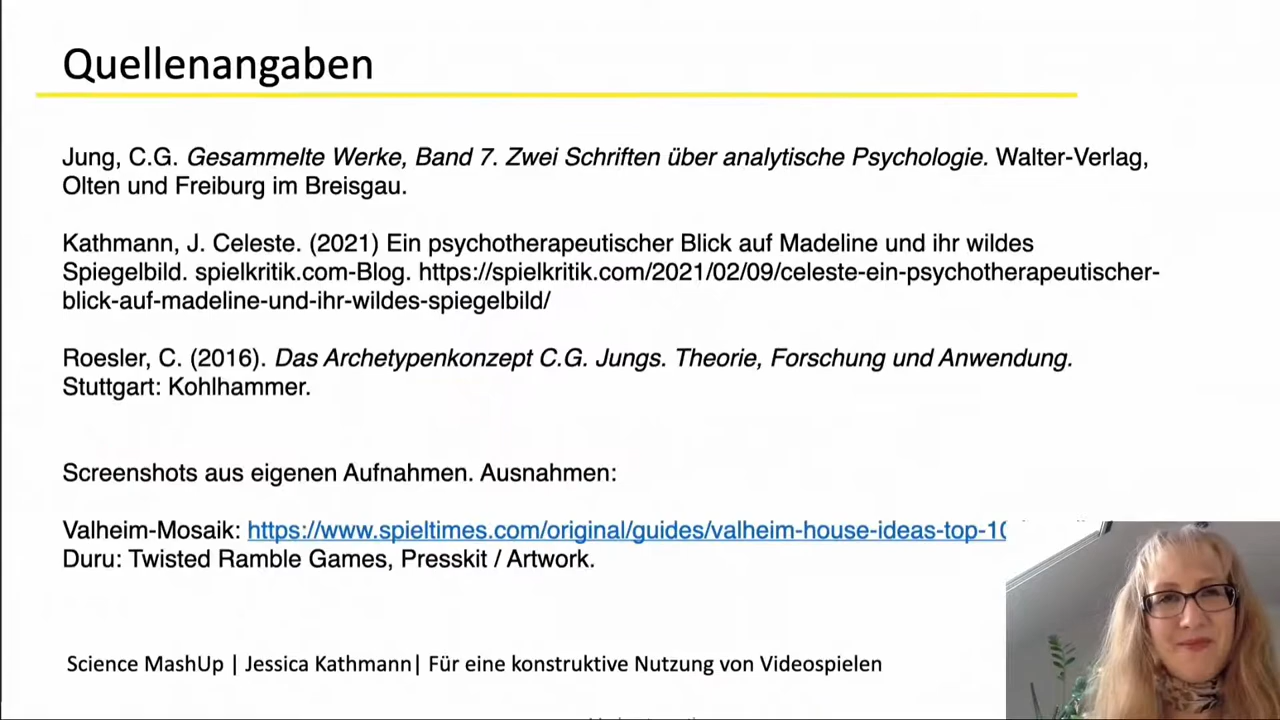 Quellenangaben
Jung, C.G. Gesammelte Werke, Band 7. Zwei Schriften über analytische Psychologie. Walter-Verlag,
Olten und Freiburg im Breisgau.
Kathmann, J. Celeste. (2021) Ein psychotherapeutischer Blick auf Madeline und ihr wildes
Spiegelbild. spielkritik.com-Blog. https://spielkritik.com/2021/02/09/celeste-ein-psychotherapeutischer-
blick-auf-madeline-und-ihr-wildes-spiegelbild/
Roesler, C. (2016). Das Archetypenkonzept C.G. Jungs. Theorie, Forschung und Anwendung.
Stuttgart: Kohlhammer.
Screenshots aus eigenen Aufnahmen. Ausnahmen:
Valheim-Mosaik: https://www.spieltimes.com/original/guides/valheim-house-ideas-top-10
Duru: Twisted Ramble Games, Presskit / Artwork.
Science MashUp | Jessica Kathmann| Für eine konstruktive Nutzung von Videospielen